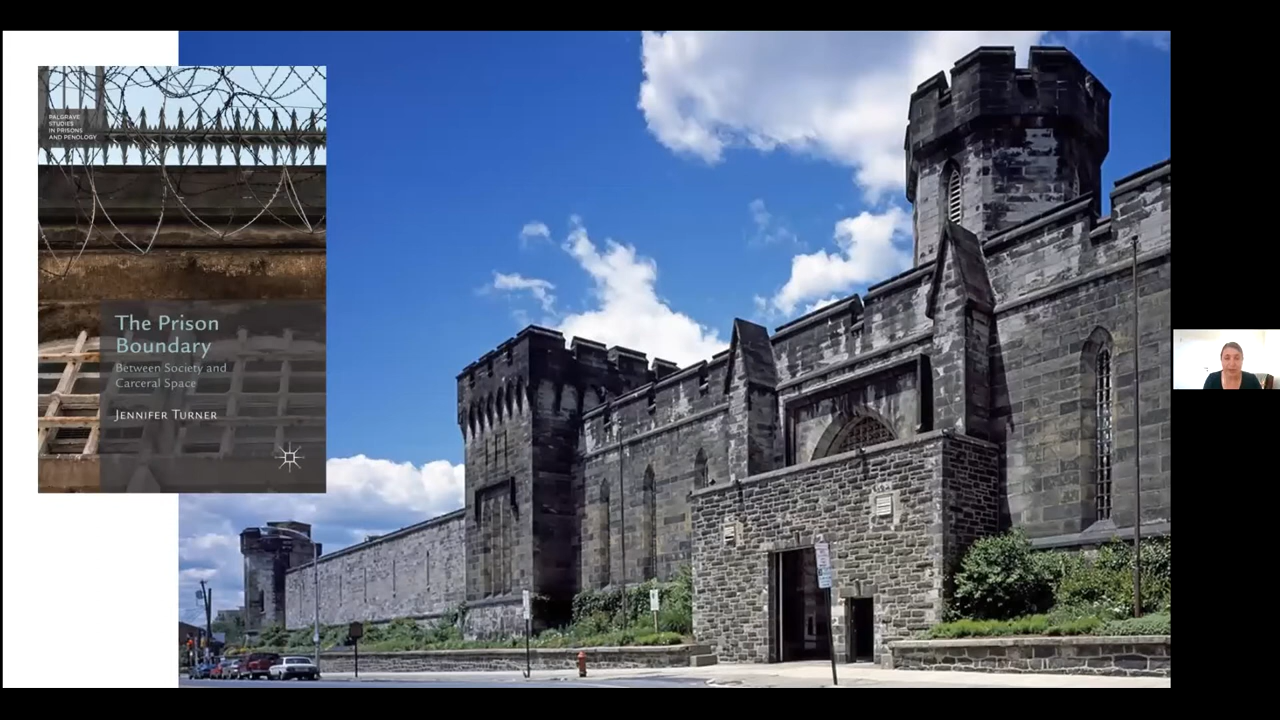 PALGRAVE
STUDIES
IN PRISONS
AND PENOLOGY
The Prison
Boundary
Between Society and
Carceral Space
JENNIFER TURNER